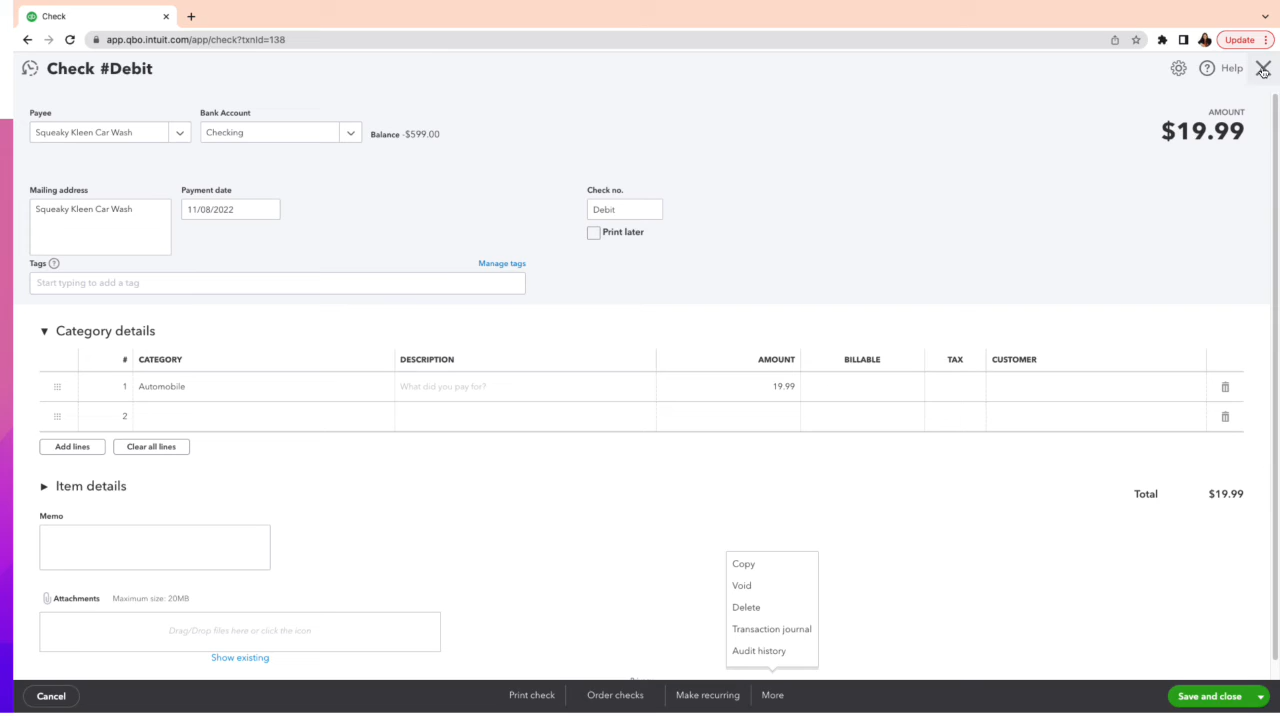 Check
app.qbo.intuit.com/app/check?txnId=138
Update
Check #Debit
Help
Payee
Bank Account
AMOUNT
Squeaky Kleen Car Wash
Checking
Balance -$599.00
$19.99
Mailing address
Payment date
Check no.
Squeaky Kleen Car Wash
11/08/2022
Debit
Print later
Tags ?
Manage tags
Start typing to add a tag
Category details
# CATEGORY DESCRIPTION AMOUNT BILLABLE TAX CUSTOMER
1 Automobile What did you pay for? 19.99
2
Add lines
Clear all lines
Item details
Total $19.99
Memo
Copy
Void
Delete
Transaction journal
Audit history
Attachments Maximum size: 20MB
Drag/Drop files here or click the icon
Show existing
Cancel
Print check
Order checks
Make recurring
More
Save and close